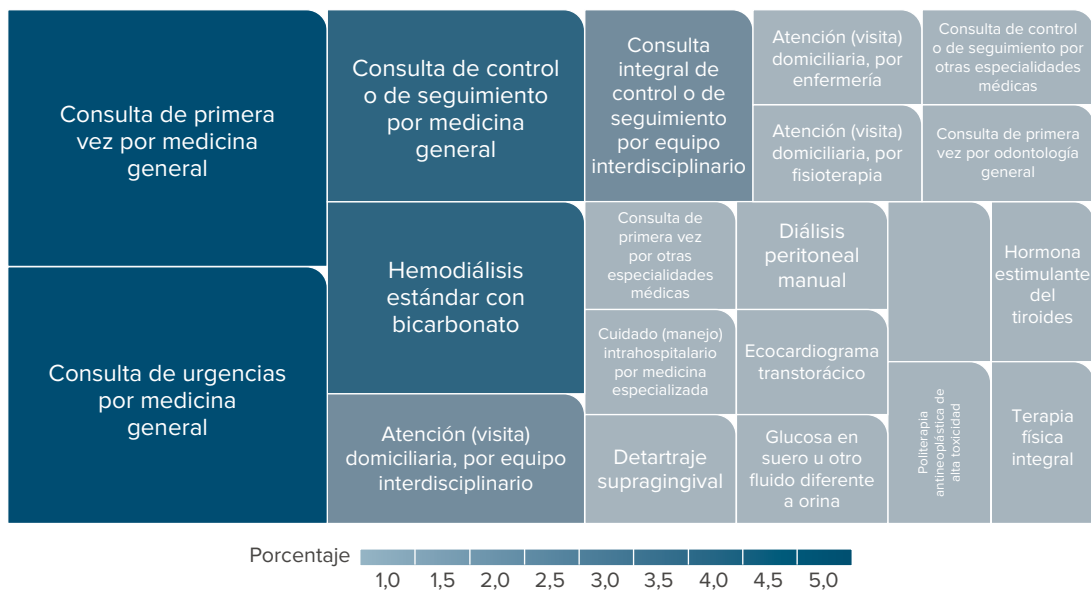 Consulta de primera
vez por medicina
general
Consulta de urgencias
por medicina
general
Consulta de control
o de seguimiento
por medicina
general
Hemodiálisis
estándar con
bicarbonato
Atención (visita)
domiciliaria, por equipo
interdisciplinario
Consulta
integral de
control o de
seguimiento
por equipo
interdisciplinario
Atención (visita)
domiciliaria, por
enfermería
Consulta de control
o de seguimiento por
otras especialidades
médicas
Atención (visita)
domiciliaria, por
fisioterapia
Consulta de primera
vez por odontología
general
Consulta de
primera vez
por otras
especialidades
médicas
Diálisis
peritoneal
manual
Hormona
estimulante
del
tiroides
Cuidado (manejo)
intrahospitalario
por medicina
especializada
Ecocardiograma
transtorácico
Detartraje
supragingival
Glucosa en
suero u otro
fluido diferente
a orina
Politerapia
antineoplástica de
alta toxicidad
Terapia
física
integral
Porcentaje
1,0 1,5 2,0 2,5 3,0 3,5 4,0 4,5 5,0